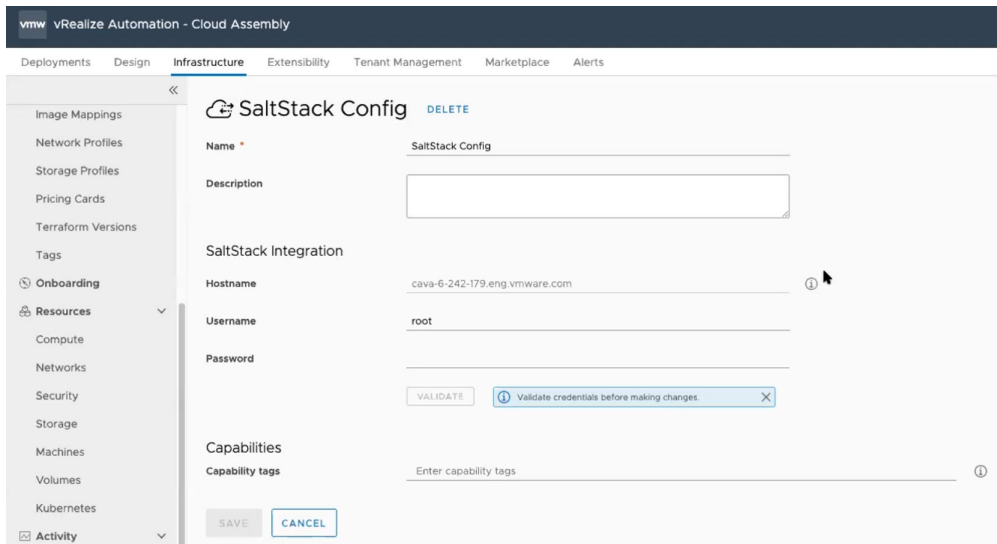 vmw vRealize Automation - Cloud Assembly
Deployments Design Infrastructure Extensibility Tenant Management Marketplace Alerts
Image Mappings
Network Profiles
Storage Profiles
Pricing Cards
Terraform Versions
Tags
Onboarding
Resources
Compute
Networks
Security
Storage
Machines
Volumes
Kubernetes
Activity
SaltStack Config DELETE
Name * SaltStack Config
Description
SaltStack Integration
Hostname cava-6-242-179.eng.vmware.com
Username root
Password
VALIDATE Validate credentials before making changes.
Capabilities
Capability tags Enter capability tags
SAVE CANCEL